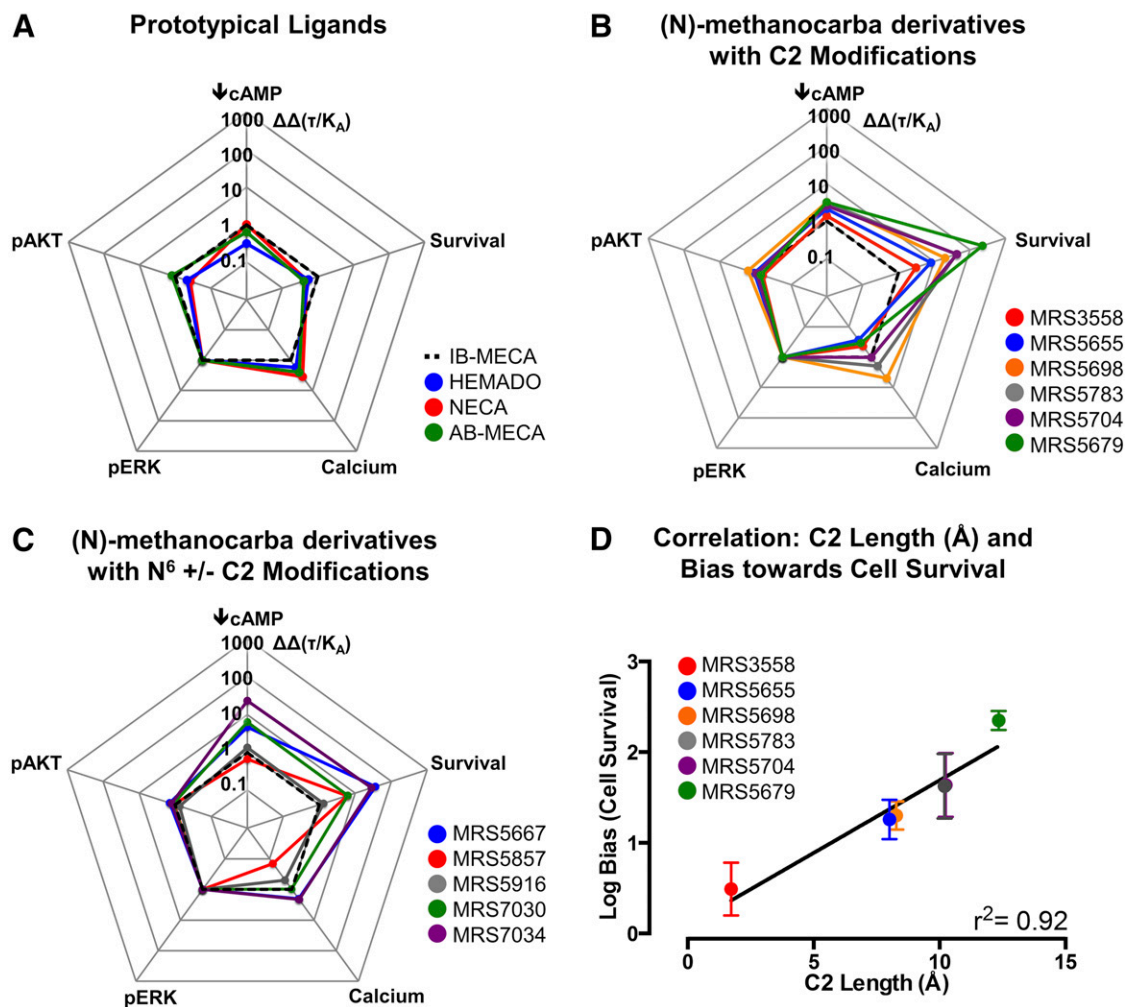 A Prototypical Ligands
↓cAMP
1000 ΔΔ(τ/K_A)
100
10
1
0.1
pAKT
Survival
pERK
Calcium
IB-MECA
HEMADO
NECA
AB-MECA
B (N)-methanocarba derivatives
with C2 Modifications
↓cAMP
1000 ΔΔ(τ/K_A)
100
10
1
0.1
pAKT
Survival
pERK
Calcium
MRS3558
MRS5655
MRS5698
MRS5783
MRS5704
MRS5679
C (N)-methanocarba derivatives
with N⁶ +/- C2 Modifications
↓cAMP
1000 ΔΔ(τ/K_A)
100
10
1
0.1
pAKT
Survival
pERK
Calcium
MRS5667
MRS5857
MRS5916
MRS7030
MRS7034
D Correlation: C2 Length (Å) and
Bias towards Cell Survival
Log Bias (Cell Survival)
3
2
1
0
MRS3558
MRS5655
MRS5698
MRS5783
MRS5704
MRS5679
r²= 0.92
0 5 10 15
C2 Length (Å)